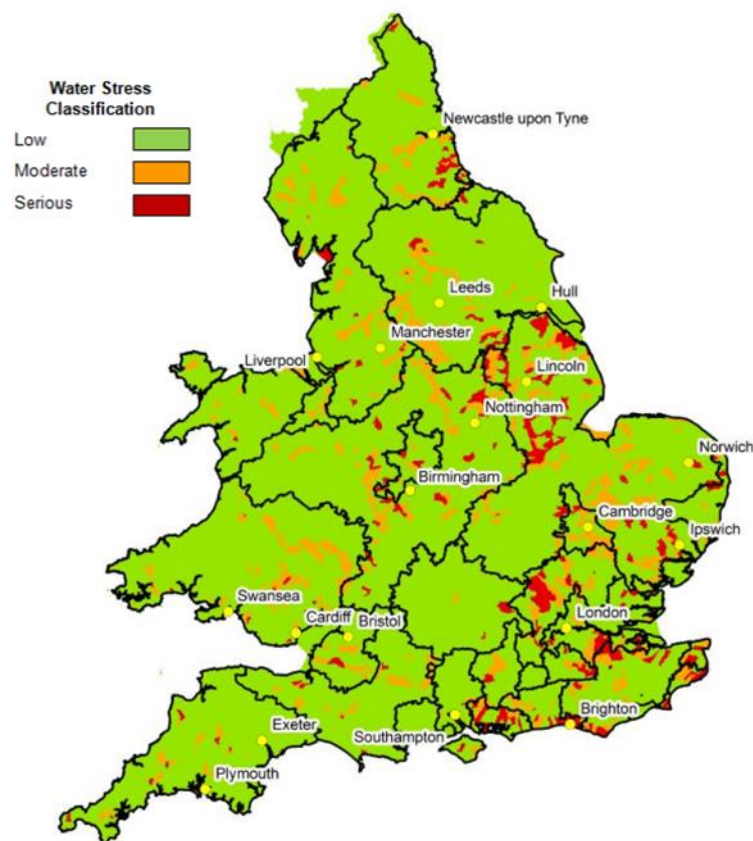 Water Stress
Classification
Low
Moderate
Serious
Newcastle upon Tyne
Leeds
Hull
Manchester
Liverpool
Lincoln
Nottingham
Norwich
Birmingham
Cambridge
Ipswich
Swansea
Cardiff
Bristol
London
Brighton
Southampton
Exeter
Plymouth